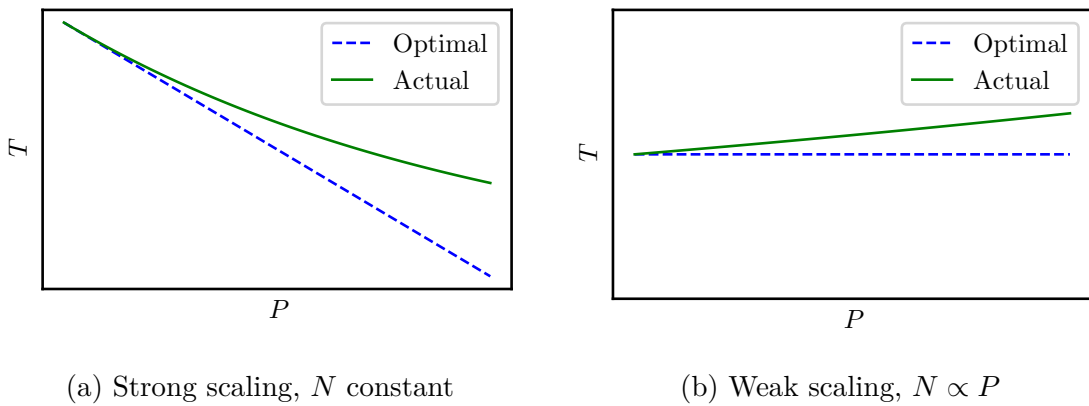 Optimal
Actual
T
P
(a) Strong scaling, N constant
Optimal
Actual
T
P
(b) Weak scaling, N ∝ P